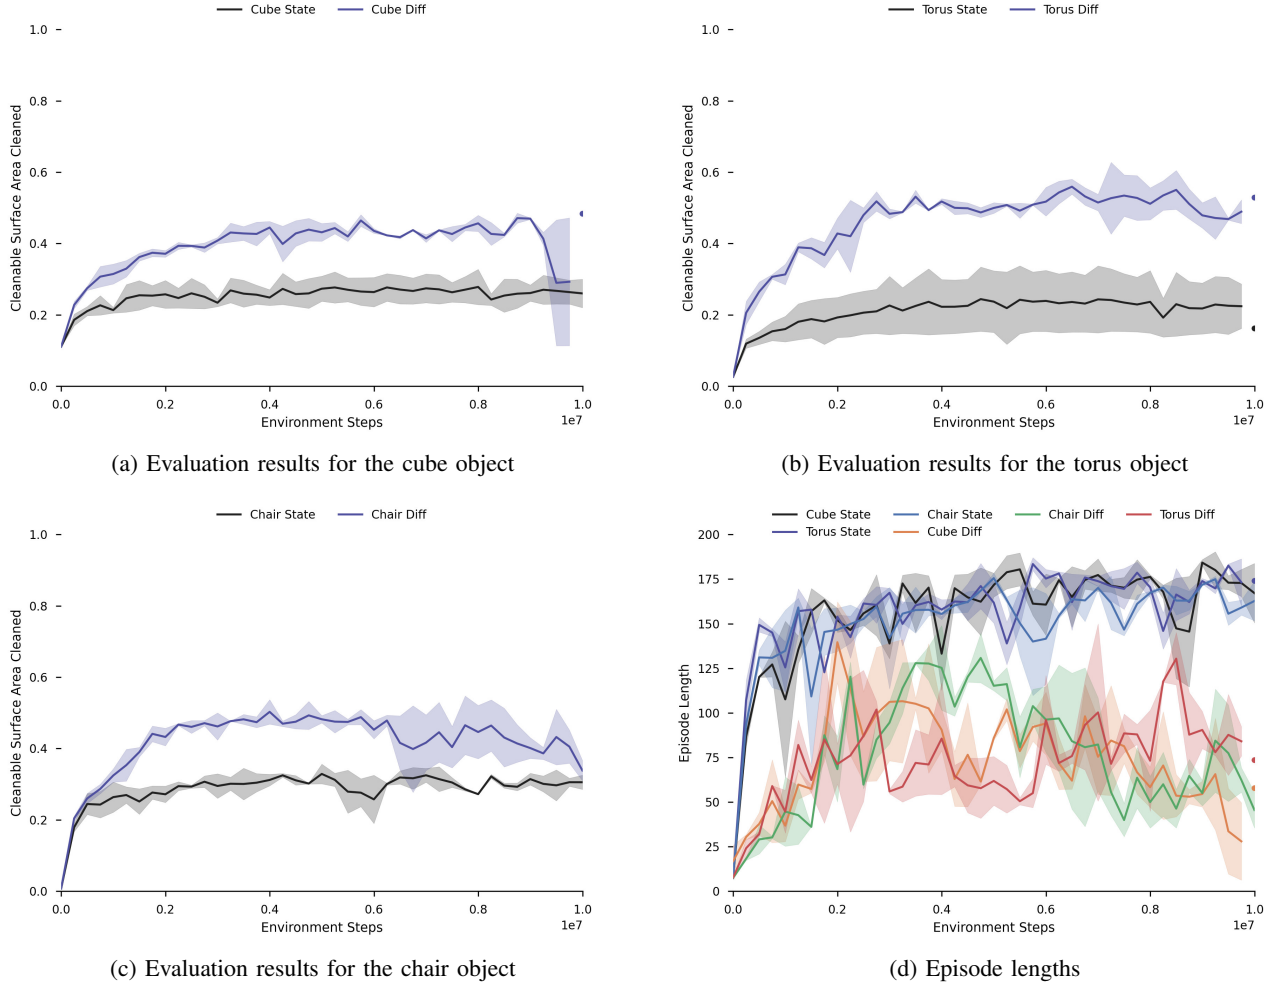 Cube State
Cube Diff
1.0
0.8
0.6
0.4
0.2
0.0
Cleanable Surface Area Cleaned
0.0
0.2
0.4
0.6
0.8
1.0
1e7
Environment Steps
(a) Evaluation results for the cube object
Torus State
Torus Diff
1.0
0.8
0.6
0.4
0.2
0.0
Cleanable Surface Area Cleaned
0.0
0.2
0.4
0.6
0.8
1.0
1e7
Environment Steps
(b) Evaluation results for the torus object
Chair State
Chair Diff
1.0
0.8
0.6
0.4
0.2
0.0
Cleanable Surface Area Cleaned
0.0
0.2
0.4
0.6
0.8
1.0
1e7
Environment Steps
(c) Evaluation results for the chair object
Cube State
Chair State
Chair Diff
Torus Diff
Torus State
Cube Diff
200
175
150
125
100
75
50
25
0
Episode Length
0.0
0.2
0.4
0.6
0.8
1.0
1e7
Environment Steps
(d) Episode lengths